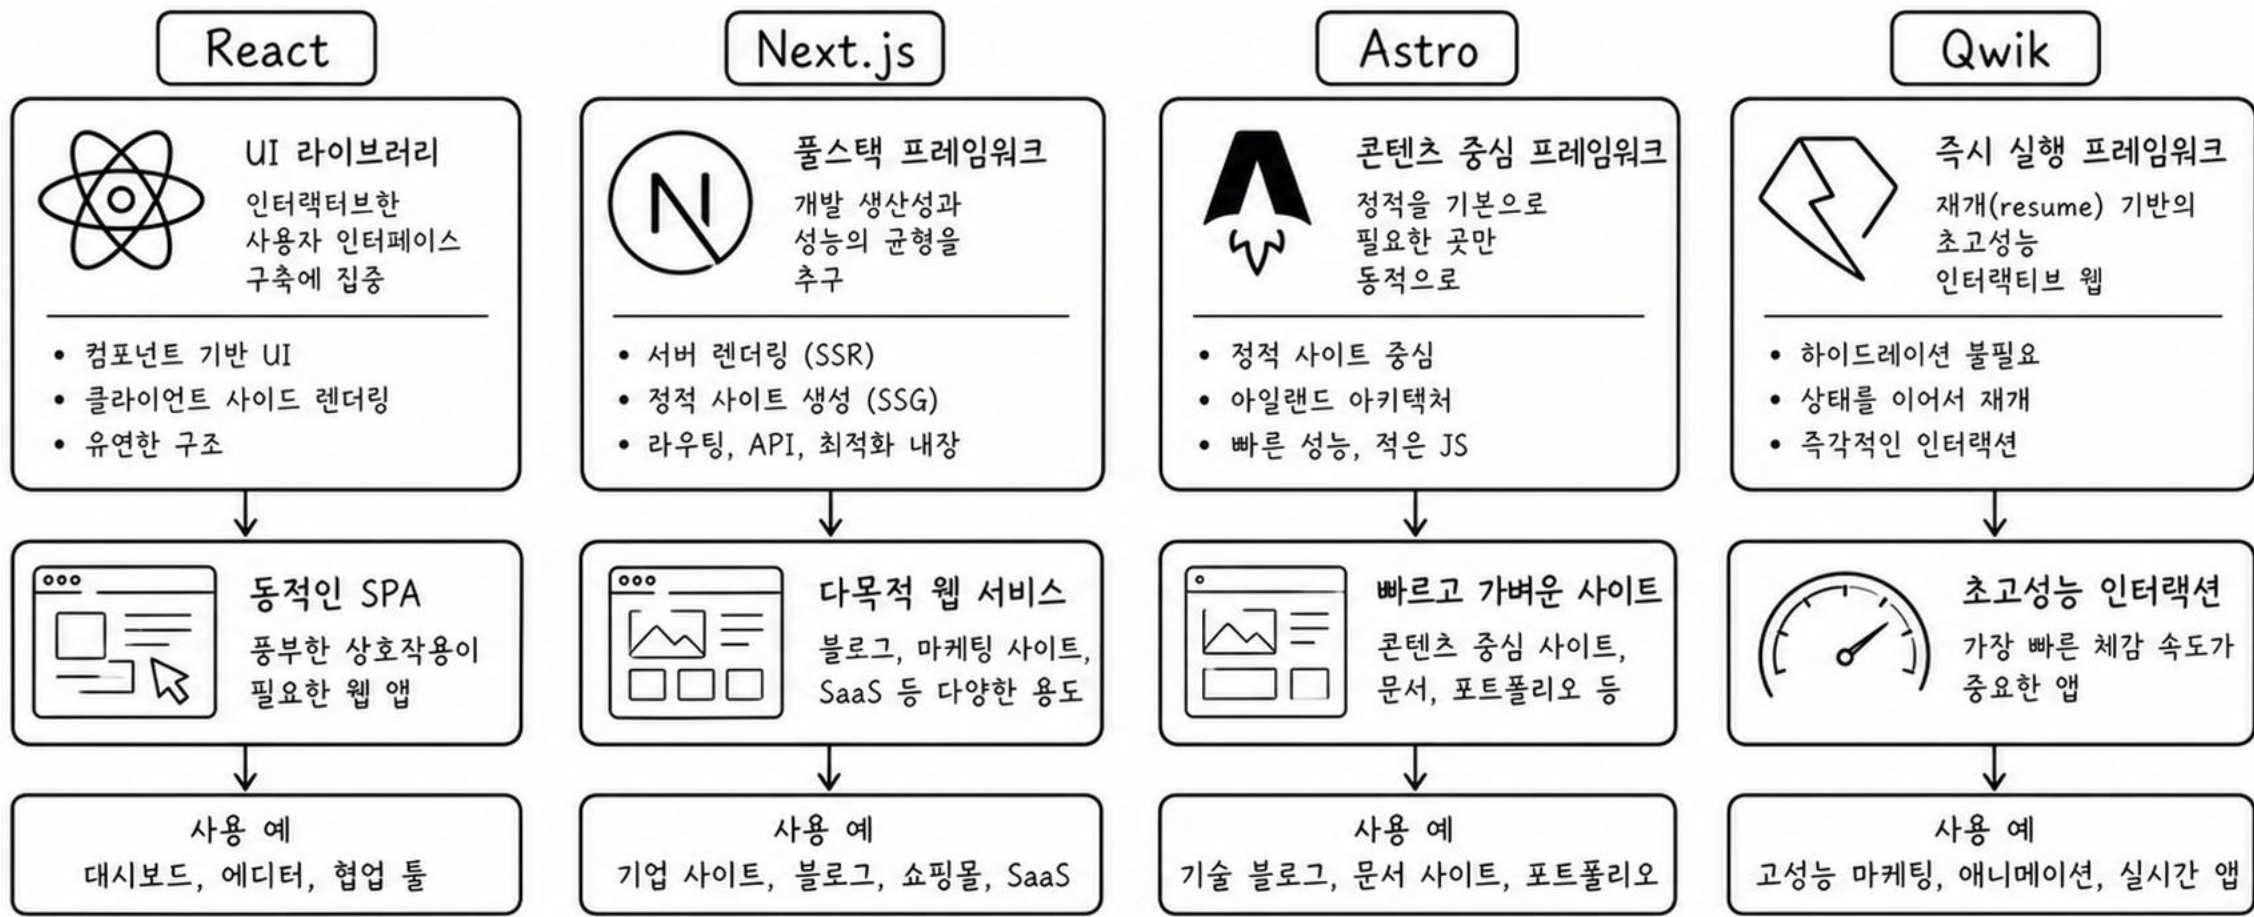 React
UI 라이브러리
인터랙터브한
사용자 인터페이스
구축에 집중
• 컴포넌트 기반 UI
• 클라이언트 사이드 렌더링
• 유연한 구조
동적인 SPA
풍부한 상호작용이
필요한 웹 앱
사용 예
대시보드, 에디터, 협업 툴
Next.js
N
풀스택 프레임워크
개발 생산성과
성능의 균형을
추구
• 서버 렌더링 (SSR)
• 정적 사이트 생성 (SSG)
• 라우팅, API, 최적화 내장
다목적 웹 서비스
블로그, 마케팅 사이트,
SaaS 등 다양한 용도
사용 예
기업 사이트, 블로그, 쇼핑몰, SaaS
Astro
콘텐츠 중심 프레임워크
정적을 기본으로
필요한 곳만
동적으로
• 정적 사이트 중심
• 아일랜드 아키텍처
• 빠른 성능, 적은 JS
빠르고 가벼운 사이트
콘텐츠 중심 사이트,
문서, 포트폴리오 등
사용 예
기술 블로그, 문서 사이트, 포트폴리오
Qwik
즉시 실행 프레임워크
재개(resume) 기반의
초고성능
인터랙티브 웹
• 하이드레이션 불필요
• 상태를 이어서 재개
• 즉각적인 인터랙션
초고성능 인터랙션
가장 빠른 체감 속도가
중요한 앱
사용 예
고성능 마케팅, 애니메이션, 실시간 앱